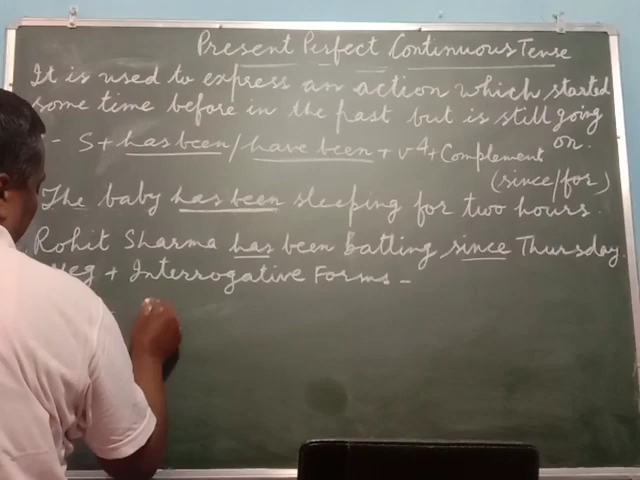 Present Perfect Continuous Tense
It is used to express an action which started
some time before in the past but is still going
on.
- S + has been / have been + v⁴ + Complement
(since/for)
The baby has been sleeping for two hours.
Rohit Sharma has been batting since Thursday.
Neg + Interrogative Forms -